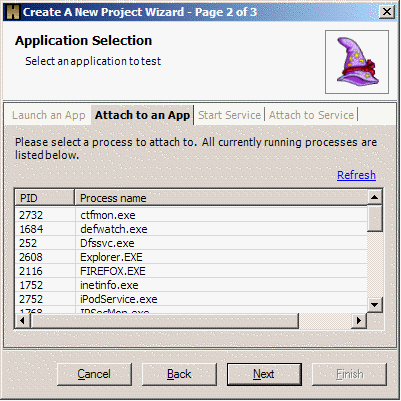 Create A New Project Wizard - Page 2 of 3
Application Selection
Select an application to test
Launch an App Attach to an App Start Service Attach to Service
Please select a process to attach to. All currently running processes are
listed below.
Refresh
PID Process name
2732 ctfmon.exe
1684 defwatch.exe
252 Dfssvc.exe
2608 Explorer.EXE
2116 FIREFOX.EXE
1752 inetinfo.exe
2752 iPodService.exe
1768 IPSecMon.exe
Cancel Back Next Finish